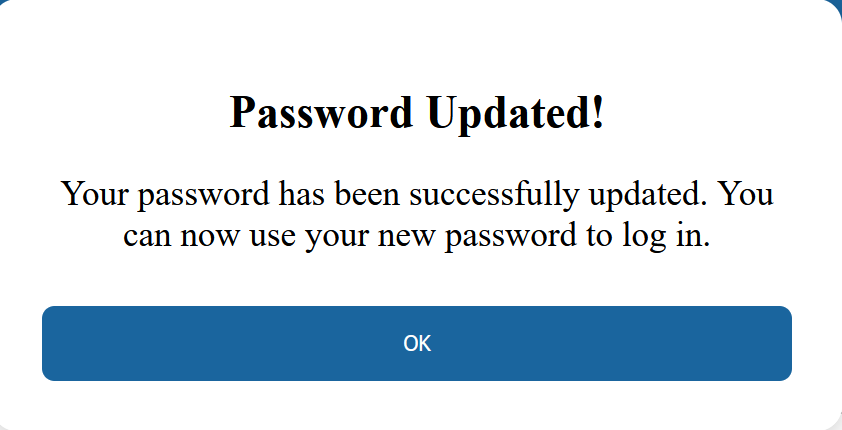 Password Updated!
Your password has been successfully updated. You
can now use your new password to log in.
OK